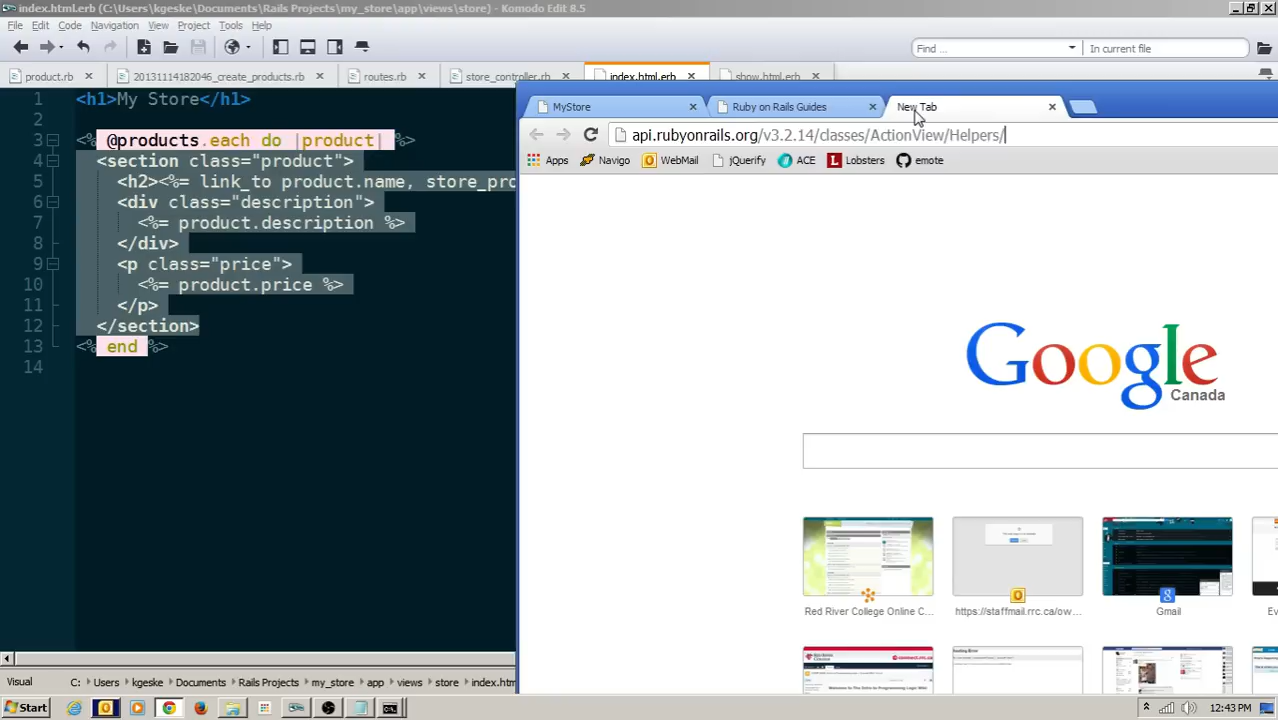 index.html.erb (C:\Users\kgeske\Documents\Rails Projects\my_store\app\views\store) - Komodo Edit 8.5
File Edit Code Navigation View Project Tools Help
Find ... In current file
product.rb 20131114182046_create_products.rb routes.rb store_controller.rb index.html.erb show.html.erb
1 <h1>My Store</h1>
2
3 <% @products.each do |product| %>
4 <section class="product">
5 <h2><%= link_to product.name, store_pro
6 <div class="description">
7 <%= product.description %>
8 </div>
9 <p class="price">
10 <%= product.price %>
11 </p>
12 </section>
13 <% end %>
14
MyStore Ruby on Rails Guides New Tab
api.rubyonrails.org/v3.2.14/classes/ActionView/Helpers/
Apps Navigo WebMail jQuerify ACE Lobsters emote
Google
Canada
Red River College Online C... https://staffmail.rrc.ca/ow... Gmail
Visual C: Users kgeske Documents Rails Projects my_store app views store index.htm
Start 12:43 PM